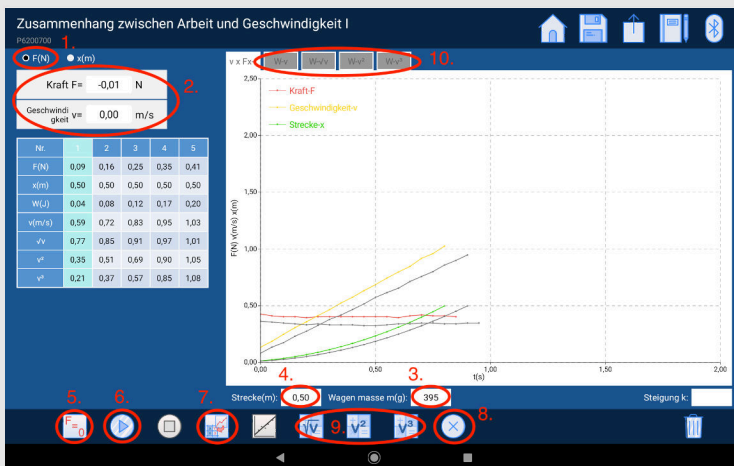 Zusammenhang zwischen Arbeit und Geschwindigkeit I
P6200700
1.
F(N) x(m)
Kraft F= -0,01 N
2.
Geschwindi
gkeit v= 0,00 m/s
Nr. 1 2 3 4 5
F(N) 0,09 0,16 0,25 0,35 0,41
x(m) 0,50 0,50 0,50 0,50 0,50
W(J) 0,04 0,08 0,12 0,17 0,20
v(m/s) 0,59 0,72 0,83 0,95 1,03
√v 0,77 0,85 0,91 0,97 1,01
v² 0,35 0,51 0,69 0,90 1,05
v³ 0,21 0,37 0,57 0,85 1,08
v x Fx W-v W-√v W-v² W-v³ 10.
2,50
Kraft-F
Geschwindigkeit-v
Strecke-x
2,00
1,50
F(N) v(m/s) x(m)
1,00
0,50
0,00
0,00 0,50 1,00 1,50 2,00
t(s)
4. 3.
Strecke(m): 0,50 Wagen masse m(g): 395 Steigung k:
5. 6. 7. 8.
F=0 √V 9. V² V³